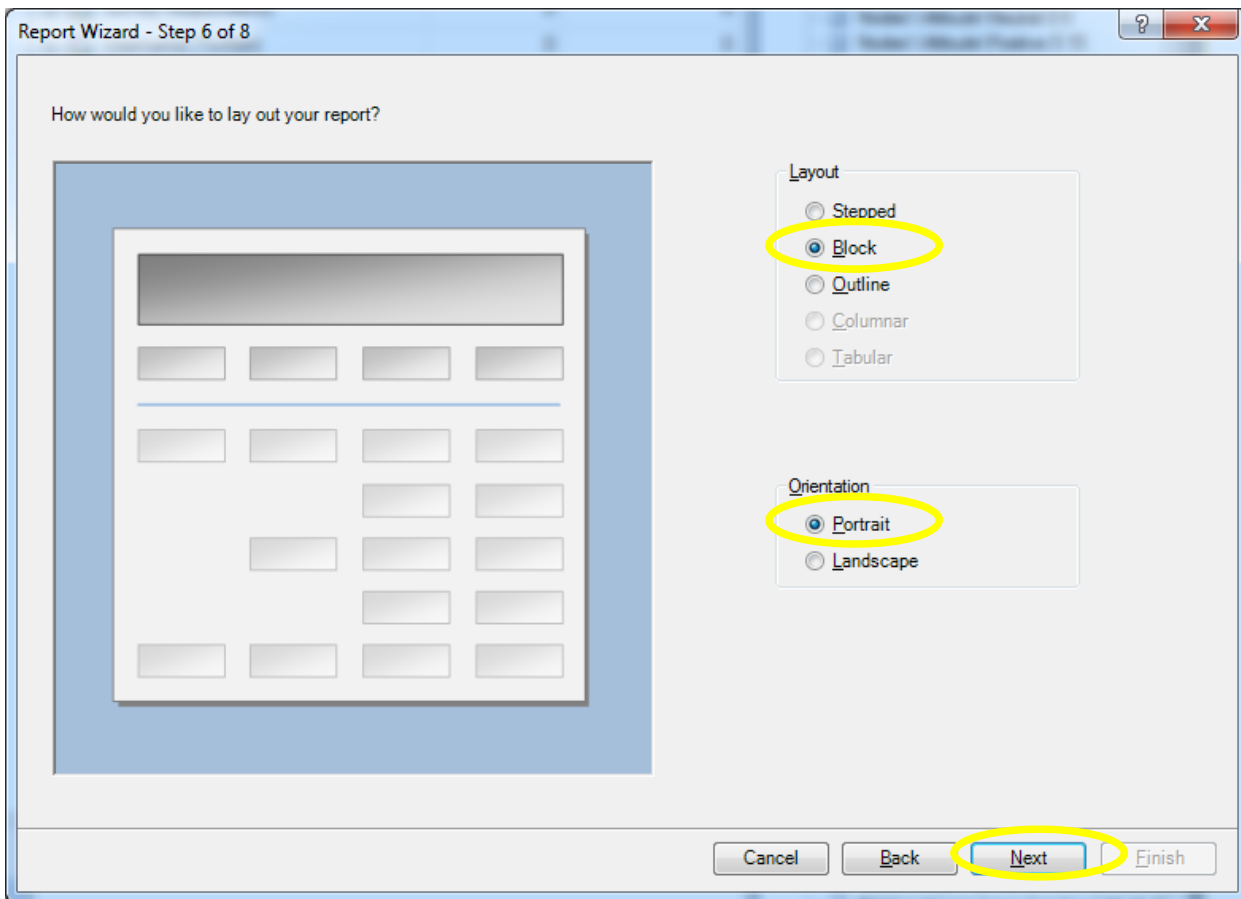 Report Wizard - Step 6 of 8
How would you like to lay out your report?
Layout
Stepped
Block
Outline
Columnar
Tabular
Orientation
Portrait
Landscape
Cancel
Back
Next
Finish